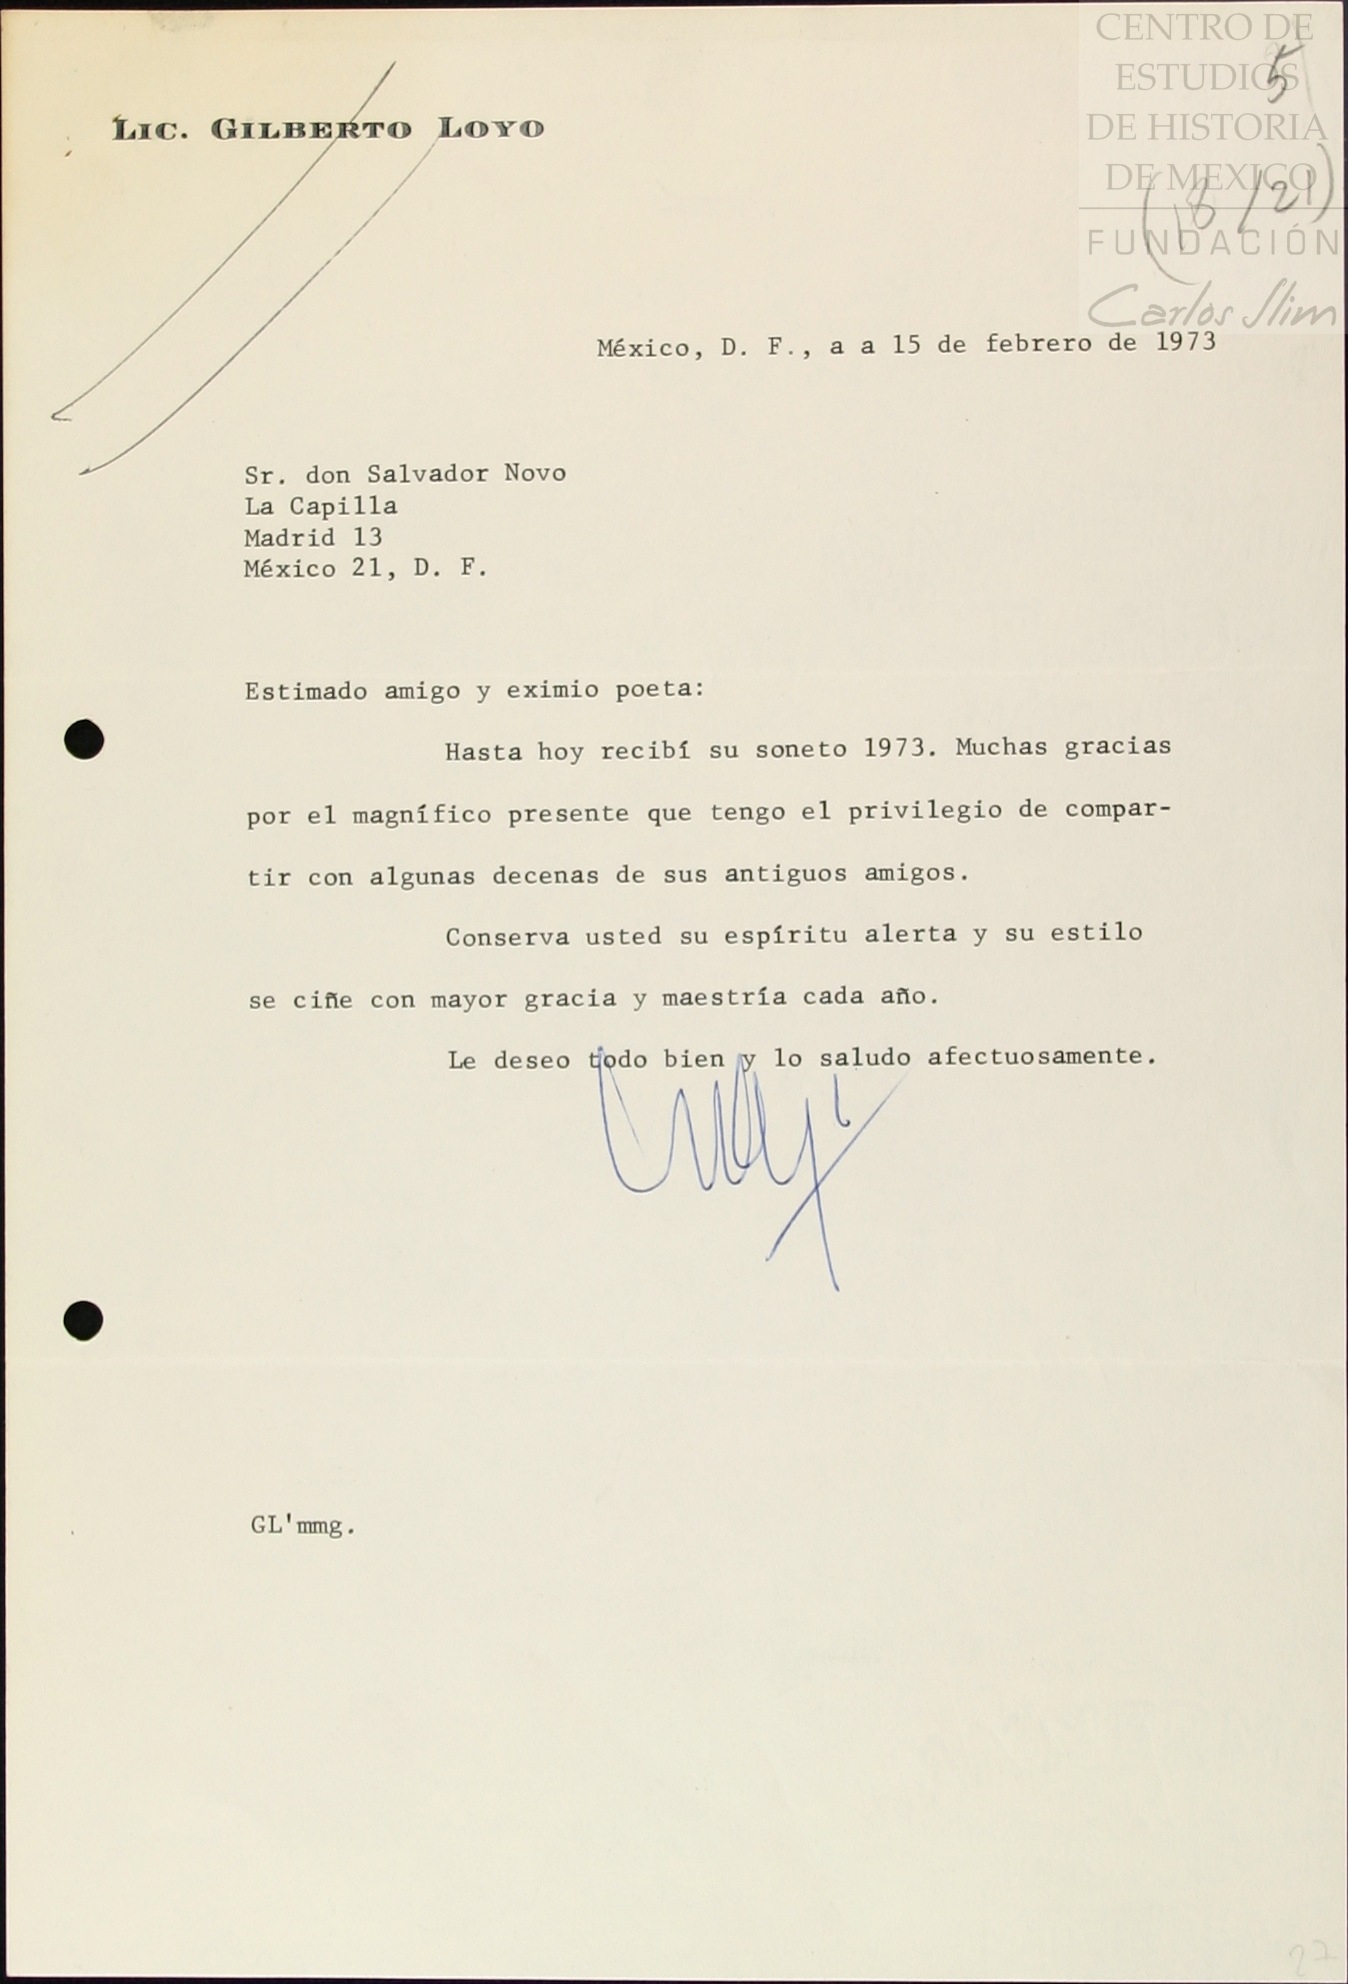 CENTRO DE
ESTUDIOS
DE HISTORIA
DE MEXICO
FUNDACIÓN
Carlos Slim
5
(18/21)
LIC. GILBERTO LOYO
México, D. F., a a 15 de febrero de 1973
Sr. don Salvador Novo
La Capilla
Madrid 13
México 21, D. F.
Estimado amigo y eximio poeta:
Hasta hoy recibí su soneto 1973. Muchas gracias
por el magnífico presente que tengo el privilegio de compar-
tir con algunas decenas de sus antiguos amigos.
Conserva usted su espíritu alerta y su estilo
se ciñe con mayor gracia y maestría cada año.
Le deseo todo bien y lo saludo afectuosamente.
GL'mmg.
27